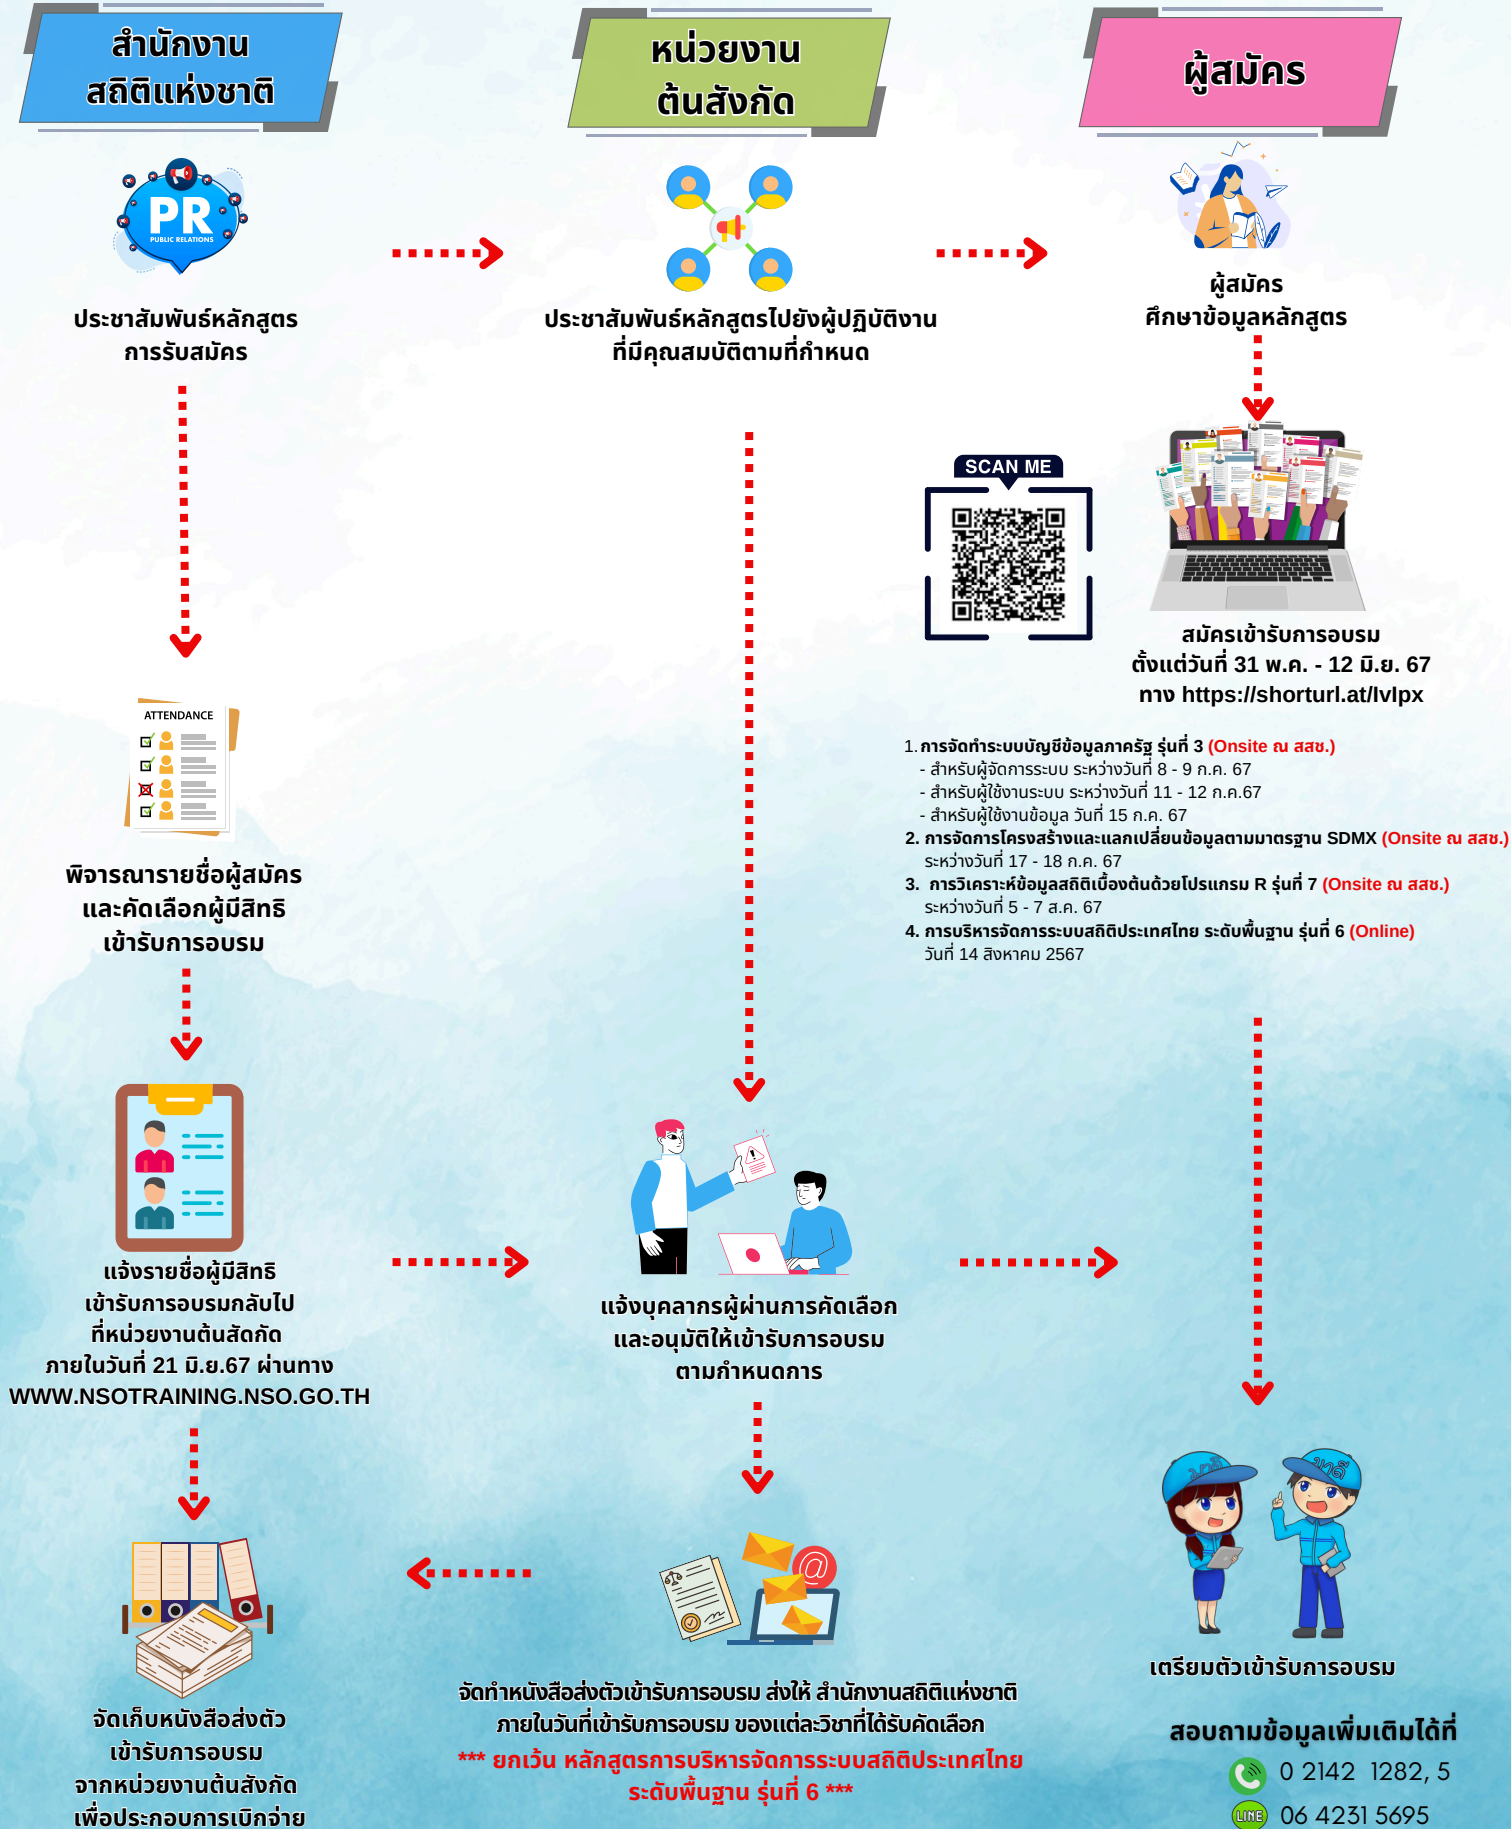 สำนักงาน
สถิติแห่งชาติ
หน่วยงาน
ต้นสังกัด
ผู้สมัคร
PR
PUBLIC RELATIONS
ประชาสัมพันธ์หลักสูตร
การรับสมัคร
ประชาสัมพันธ์หลักสูตรไปยังผู้ปฏิบัติงาน
ที่มีคุณสมบัติตามที่กำหนด
ผู้สมัคร
ศึกษาข้อมูลหลักสูตร
SCAN ME
สมัครเข้ารับการอบรม
ตั้งแต่วันที่ 31 พ.ค. - 12 มิ.ย. 67
ทาง https://shorturl.at/IvIpx
1. การจัดทำระบบบัญชีข้อมูลภาครัฐ รุ่นที่ 3 (Onsite ณ สสช.)
- สำหรับผู้จัดการระบบ ระหว่างวันที่ 8 - 9 ก.ค. 67
- สำหรับผู้ใช้งานระบบ ระหว่างวันที่ 11 - 12 ก.ค.67
- สำหรับผู้ใช้งานข้อมูล วันที่ 15 ก.ค. 67
2. การจัดการโครงสร้างและแลกเปลี่ยนข้อมูลตามมาตรฐาน SDMX (Onsite ณ สสช.)
ระหว่างวันที่ 17 - 18 ก.ค. 67
3. การวิเคราะห์ข้อมูลสถิติเบื้องต้นด้วยโปรแกรม R รุ่นที่ 7 (Onsite ณ สสช.)
ระหว่างวันที่ 5 - 7 ส.ค. 67
4. การบริหารจัดการระบบสถิติประเทศไทย ระดับพื้นฐาน รุ่นที่ 6 (Online)
วันที่ 14 สิงหาคม 2567
ATTENDANCE
พิจารณารายชื่อผู้สมัคร
และคัดเลือกผู้มีสิทธิ
เข้ารับการอบรม
แจ้งรายชื่อผู้มีสิทธิ
เข้ารับการอบรมกลับไป
ที่หน่วยงานต้นสัดกัด
ภายในวันที่ 21 มิ.ย.67 ผ่านทาง
WWW.NSOTRAINING.NSO.GO.TH
แจ้งบุคลากรผู้ผ่านการคัดเลือก
และอนุมัติให้เข้ารับการอบรม
ตามกำหนดการ
มาดี
มาดี
เตรียมตัวเข้ารับการอบรม
จัดเก็บหนังสือส่งตัว
เข้ารับการอบรม
จากหน่วยงานต้นสังกัด
เพื่อประกอบการเบิกจ่าย
@
จัดทำหนังสือส่งตัวเข้ารับการอบรม ส่งให้ สำนักงานสถิติแห่งชาติ
ภายในวันที่เข้ารับการอบรม ของแต่ละวิชาที่ได้รับคัดเลือก
*** ยกเว้น หลักสูตรการบริหารจัดการระบบสถิติประเทศไทย
ระดับพื้นฐาน รุ่นที่ 6 ***
สอบถามข้อมูลเพิ่มเติมได้ที่
0 2142 1282, 5
LINE 06 4231 5695